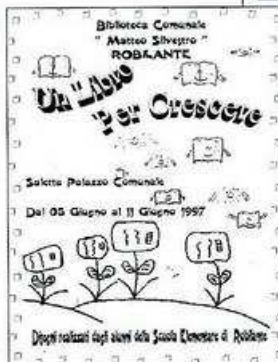 Biblioteca Comunale
" Matteo Silvestro "
ROBILANTE
Un Libro
Per Crescere
Saletta Palazzo Comunale
Dal 05 Giugno al 11 Giugno 1997
Disegni realizzati dagli alunni della Scuola Elementare di Robilante